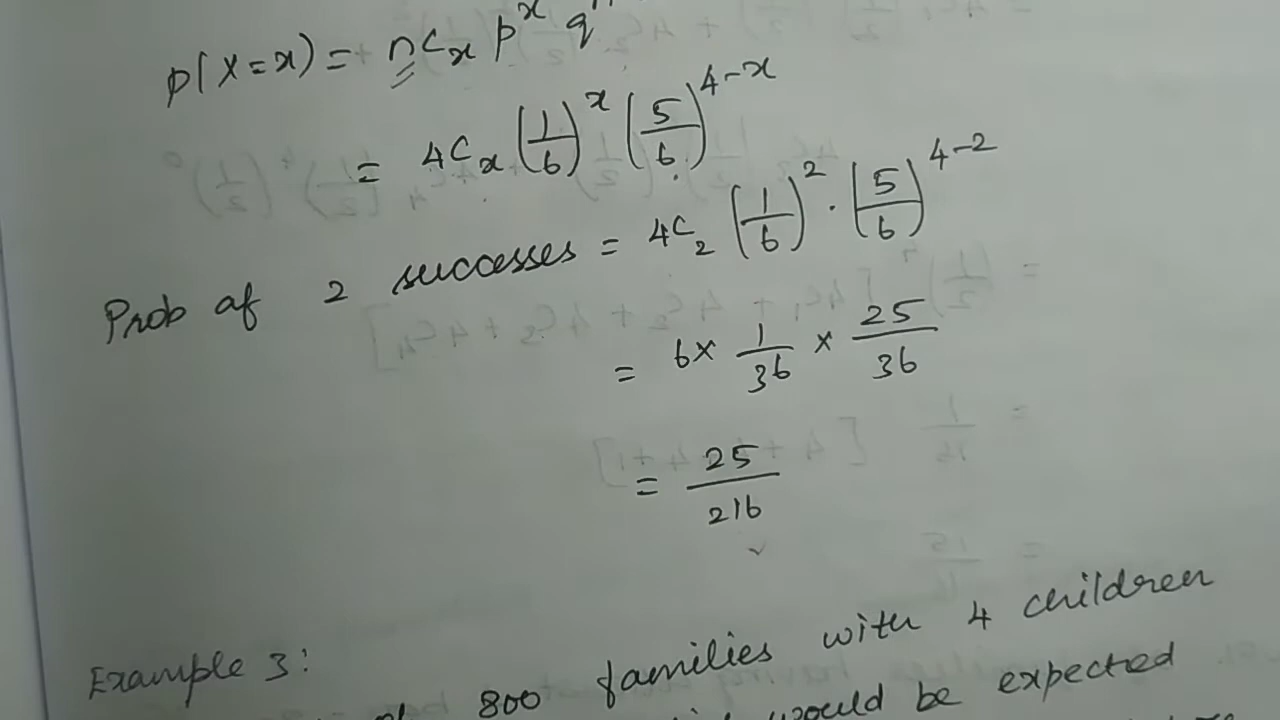 p(X=x) = nCx p^x q^n
= 4Cx (1/6)^x (5/6)^4-x
Prob of 2 successes = 4C2 (1/6)^2 . (5/6)^4-2
= 6 × 1/36 × 25/36
= 25/216
Example 3:
800 families with 4 children
would be expected